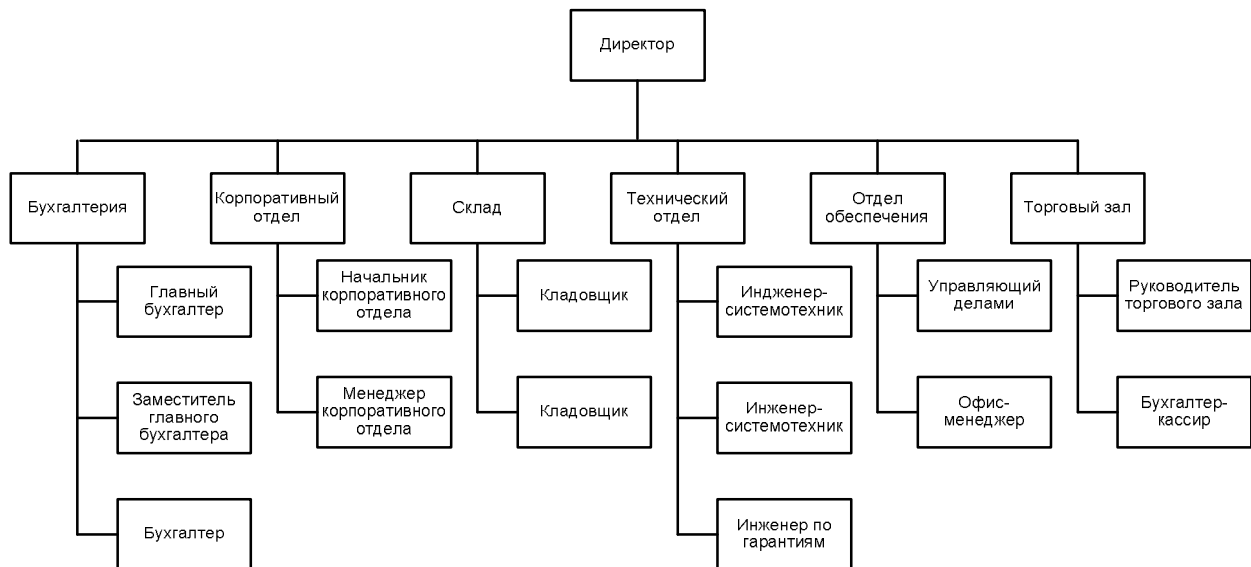 Директор
Бухгалтерия
Корпоративный
отдел
Склад
Технический
отдел
Отдел
обеспечения
Торговый зал
Главный
бухгалтер
Заместитель
главного
бухгалтера
Бухгалтер
Начальник
корпоративного
отдела
Менеджер
корпоративного
отдела
Кладовщик
Кладовщик
Индженер-
системотехник
Инженер-
системотехник
Инженер по
гарантиям
Управляющий
делами
Офис-
менеджер
Руководитель
торгового зала
Бухгалтер-
кассир